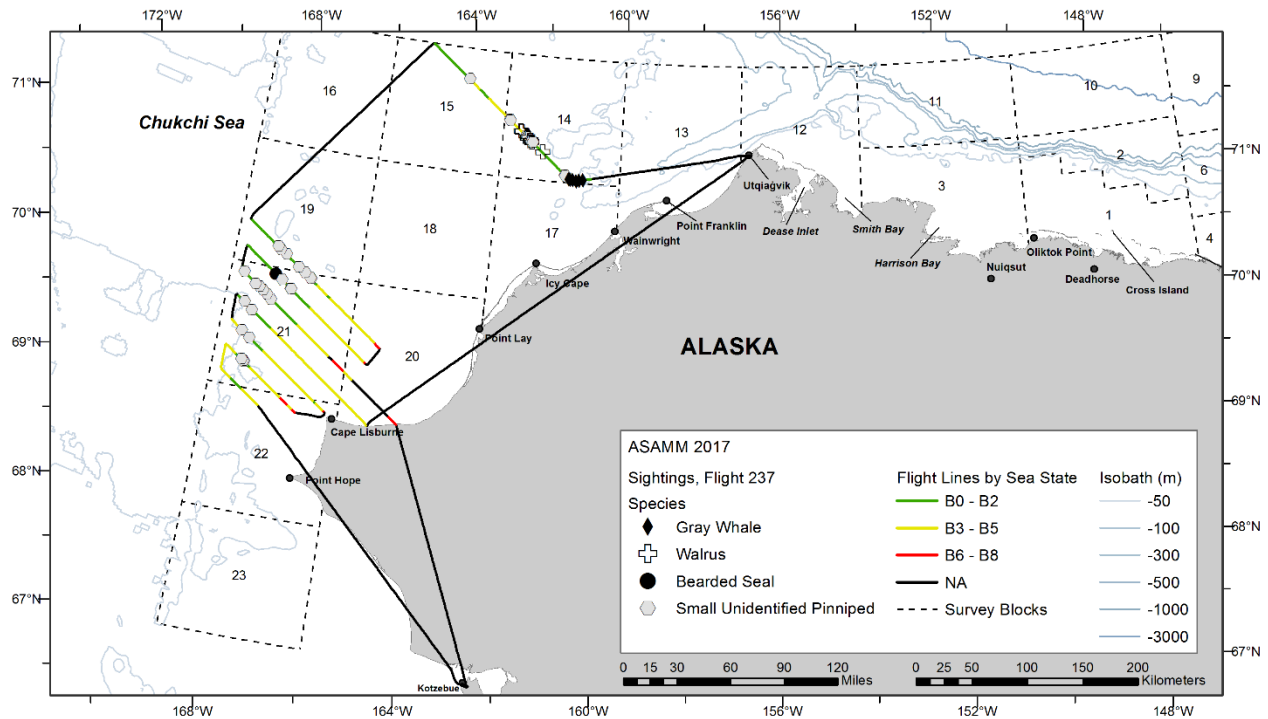 172°W 168°W 164°W 160°W 156°W 152°W 148°W
71°N
70°N
69°N
68°N
67°N
71°N
70°N
69°N
68°N
67°N
168°W 164°W 160°W 156°W 152°W 148°W
Chukchi Sea
16
15
14
13
12
11
10
9
2
6
3
1
4
19
18
17
21
20
22
23
Utqiaġvik
Point Franklin
Dease Inlet
Smith Bay
Harrison Bay
Wainwright
Icy Cape
Point Lay
Oliktok Point
Nuiqsut
Deadhorse
Cross Island
ALASKA
Cape Lisburne
Point Hope
Kotzebue
ASAMM 2017
Sightings, Flight 237
Species
Gray Whale
Walrus
Bearded Seal
Small Unidentified Pinniped
Flight Lines by Sea State
B0 - B2
B3 - B5
B6 - B8
NA
Survey Blocks
Isobath (m)
-50
-100
-300
-500
-1000
-3000
0 15 30 60 90 120
Miles
0 25 50 100 150 200
Kilometers